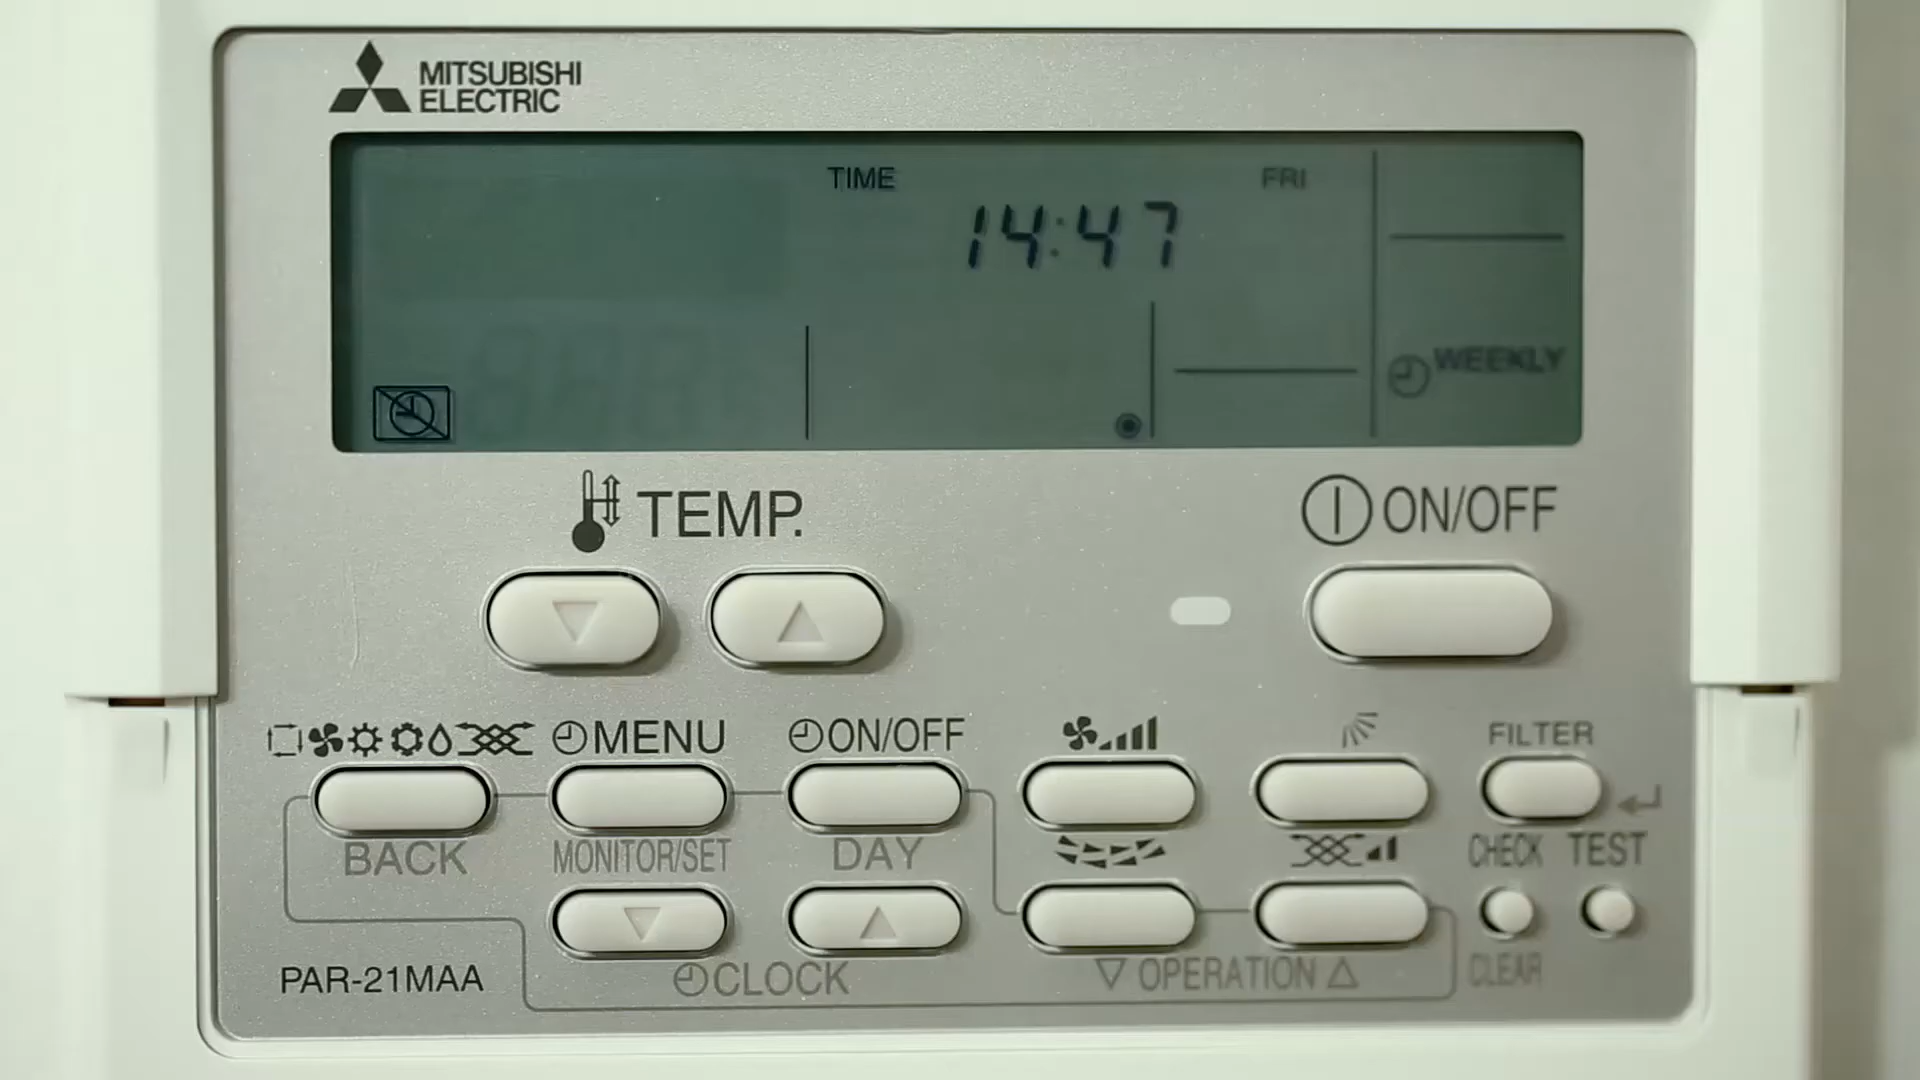 MITSUBISHI
ELECTRIC
TIME
FRI
14:47
WEEKLY
TEMP.
ON/OFF
MENU
ON/OFF
FILTER
BACK
MONITOR/SET
DAY
CHECK
TEST
PAR-21MAA
CLOCK
OPERATION
CLEAR